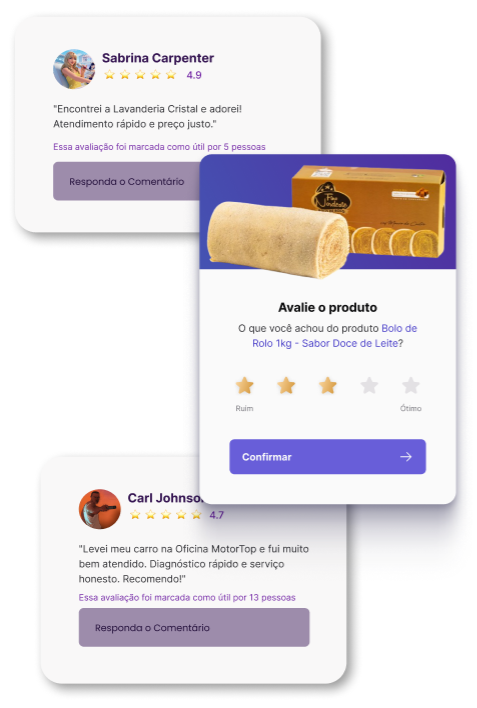 Sabrina Carpenter
4.9
"Encontrei a Lavanderia Cristal e adorei!
Atendimento rápido e preço justo."
Essa avaliação foi marcada como útil por 5 pessoas
Responda o Comentário
Avalie o produto
O que você achou do produto Bolo de
Rolo 1kg - Sabor Doce de Leite?
Ruim
Ótimo
Confirmar
Carl Johnso
4.7
"Levei meu carro na Oficina MotorTop e fui muito
bem atendido. Diagnóstico rápido e serviço
honesto. Recomendo!"
Essa avaliação foi marcada como útil por 13 pessoas
Responda o Comentário